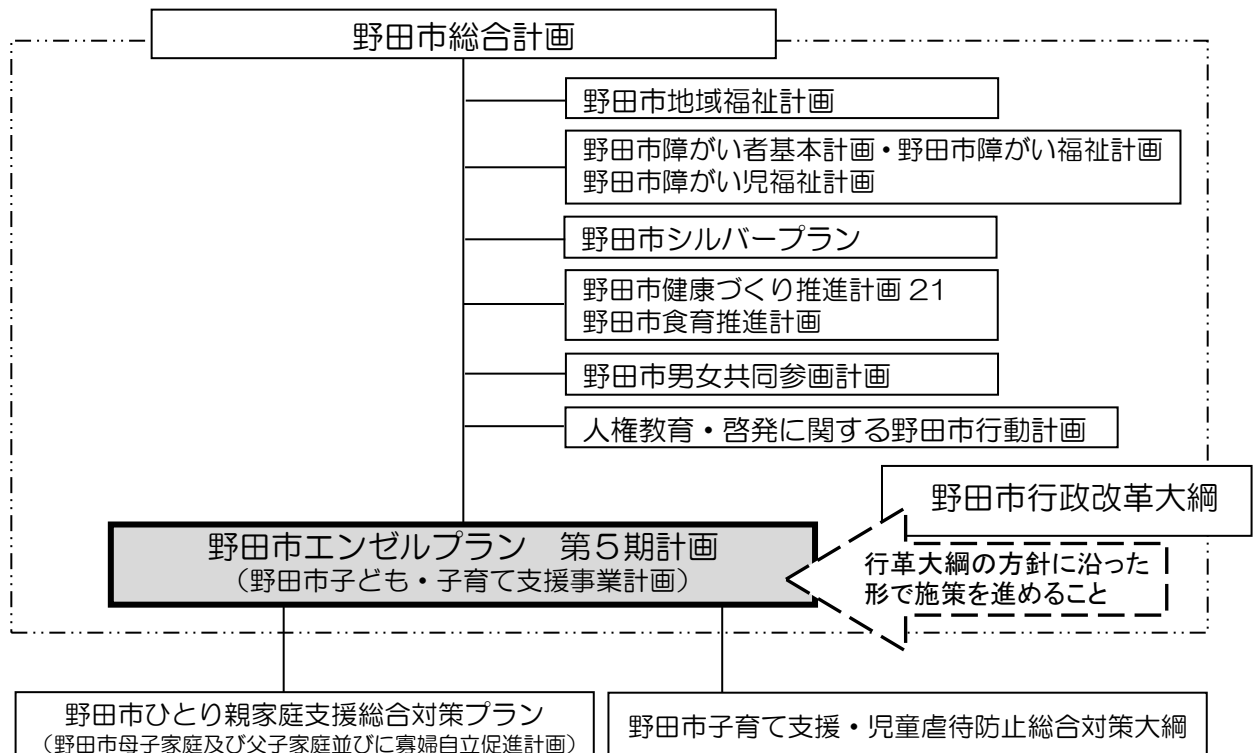 野田市総合計画
野田市地域福祉計画
野田市障がい者基本計画・野田市障がい福祉計画
野田市障がい児福祉計画
野田市シルバープラン
野田市健康づくり推進計画 21
野田市食育推進計画
野田市男女共同参画計画
人権教育・啓発に関する野田市行動計画
野田市行政改革大綱
野田市エンゼルプラン　第5期計画
（野田市子ども・子育て支援事業計画）
行革大綱の方針に沿った
形で施策を進めること
野田市ひとり親家庭支援総合対策プラン
（野田市母子家庭及び父子家庭並びに寡婦自立促進計画）
野田市子育て支援・児童虐待防止総合対策大綱